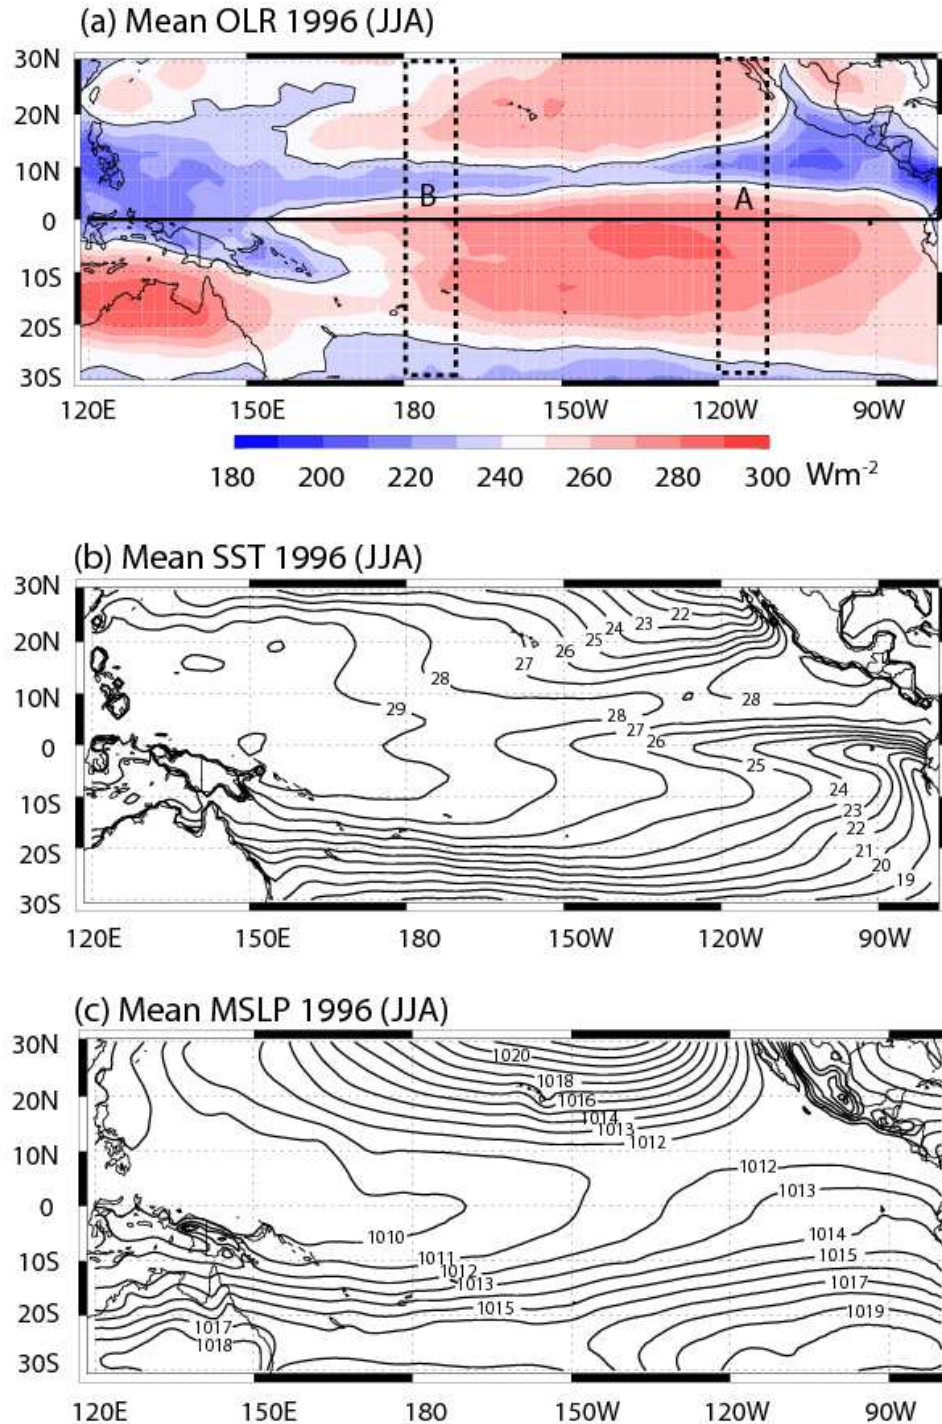 (a) Mean OLR 1996 (JJA)
30N
20N
10N
B
A
0
10S
20S
30S
120E 150E 180 150W 120W 90W
180 200 220 240 260 280 300 Wm-2
(b) Mean SST 1996 (JJA)
30N
22
23
24
20N
25
26
27
28
10N
28
29
28
27
0
26
25
24
10S
23
22
20S
21
20
19
30S
120E 150E 180 150W 120W 90W
(c) Mean MSLP 1996 (JJA)
30N
1020
1018
20N
1016
1014
1013
1012
10N
1012
1013
0
1010
1014
10S
1011
1015
1012
1013
1017
20S
1015
1019
1017
1018
30S
120E 150E 180 150W 120W 90W